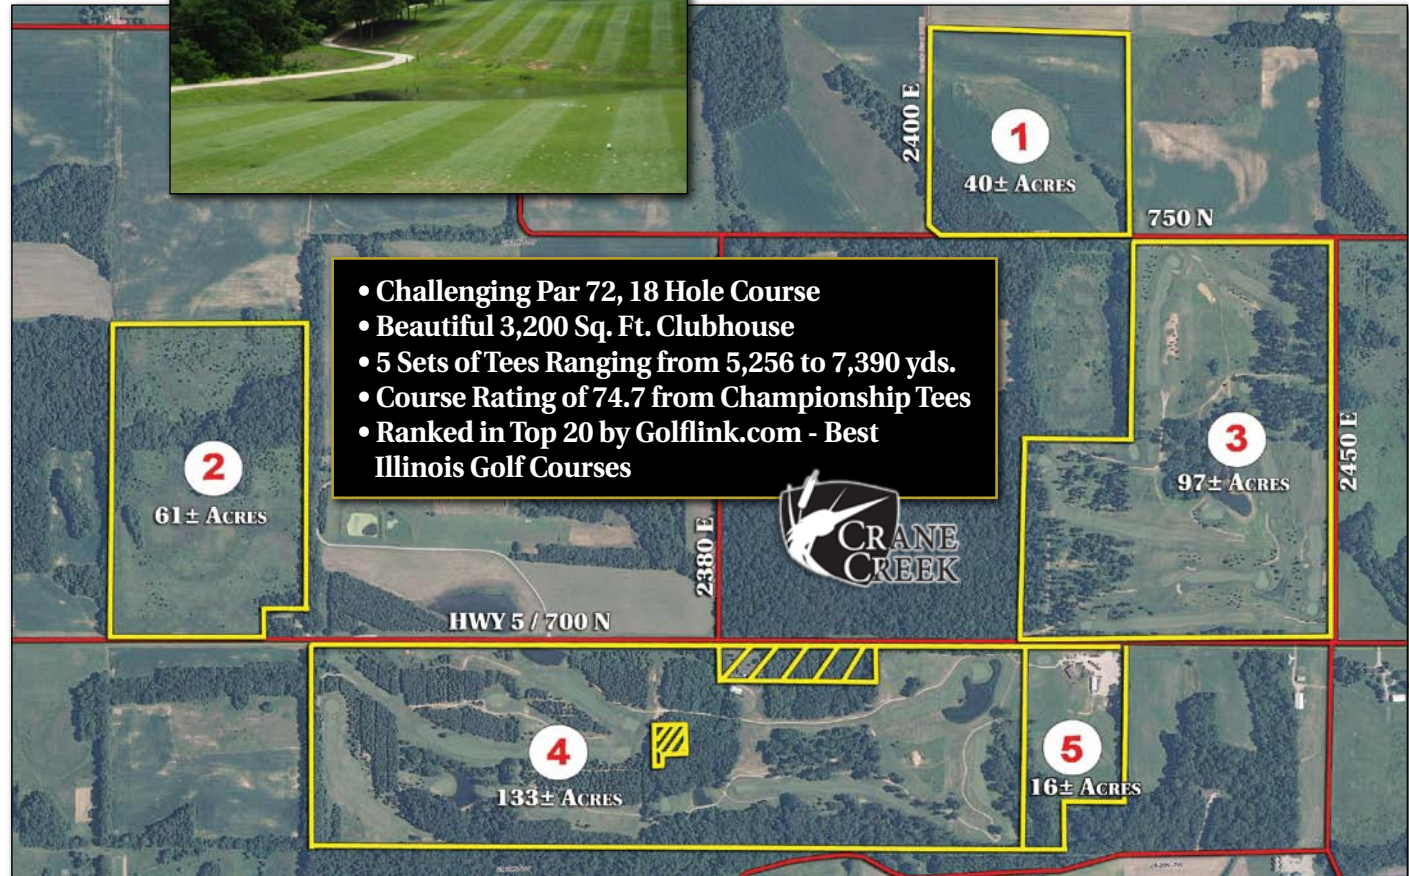 2400 E
1
40± Acres
750 N
• Challenging Par 72, 18 Hole Course
• Beautiful 3,200 Sq. Ft. Clubhouse
• 5 Sets of Tees Ranging from 5,256 to 7,390 yds.
• Course Rating of 74.7 from Championship Tees
• Ranked in Top 20 by Golflink.com - Best
Illinois Golf Courses
2
61± Acres
3
97± Acres
2450 E
2380 E
CRANE
CREEK
HWY 5 / 700 N
4
133± Acres
5
16± Acres